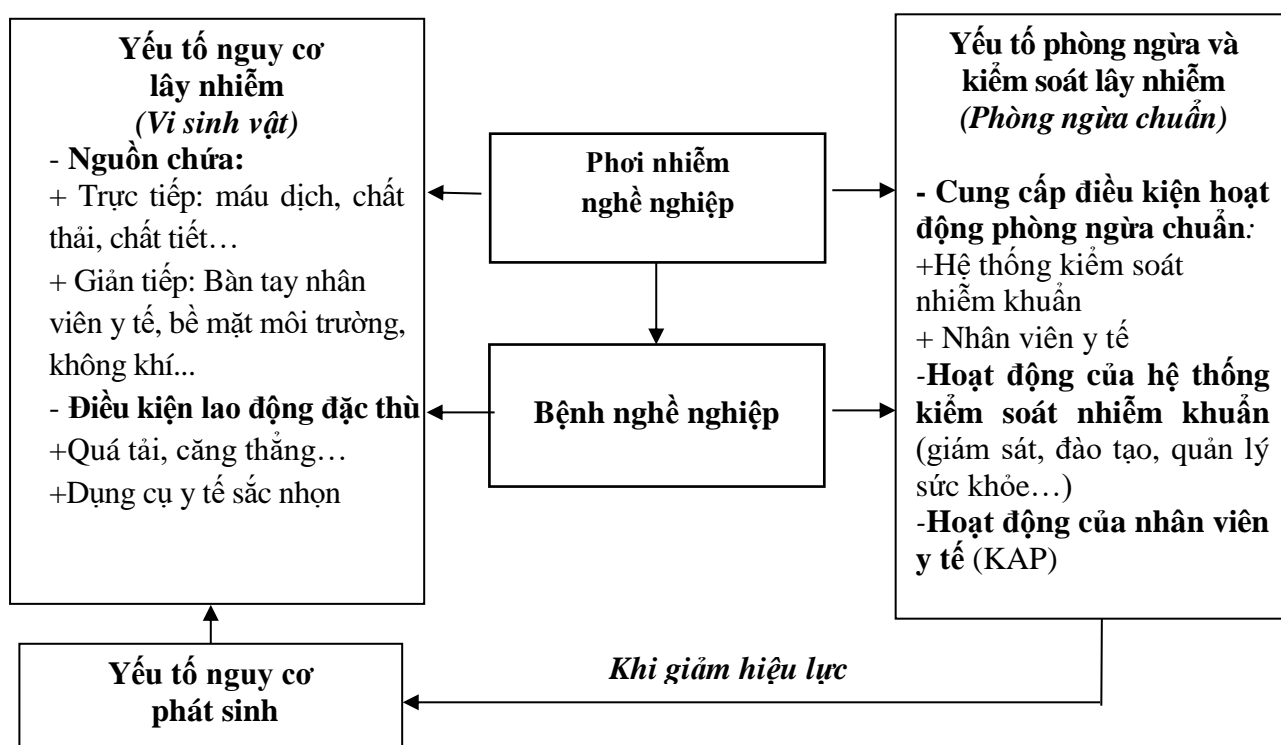 Yếu tố nguy cơ
lây nhiễm
(Vi sinh vật)
- Nguồn chứa:
+ Trực tiếp: máu dịch, chất
thải, chất tiết…
+ Giản tiếp: Bàn tay nhân
viên y tế, bề mặt môi trường,
không khí...
- Điều kiện lao động đặc thù
+Quá tải, căng thẳng…
+Dụng cụ y tế sắc nhọn
Phơi nhiễm
nghề nghiệp
Bệnh nghề nghiệp
Yếu tố phòng ngừa và
kiểm soát lây nhiễm
(Phòng ngừa chuẩn)
- Cung cấp điều kiện hoạt
động phòng ngừa chuẩn:
+Hệ thống kiểm soát
nhiễm khuẩn
+ Nhân viên y tế
-Hoạt động của hệ thống
kiểm soát nhiễm khuẩn
(giám sát, đào tạo, quản lý
sức khỏe…)
-Hoạt động của nhân viên
y tế (KAP)
Khi giảm hiệu lực
Yếu tố nguy cơ
phát sinh